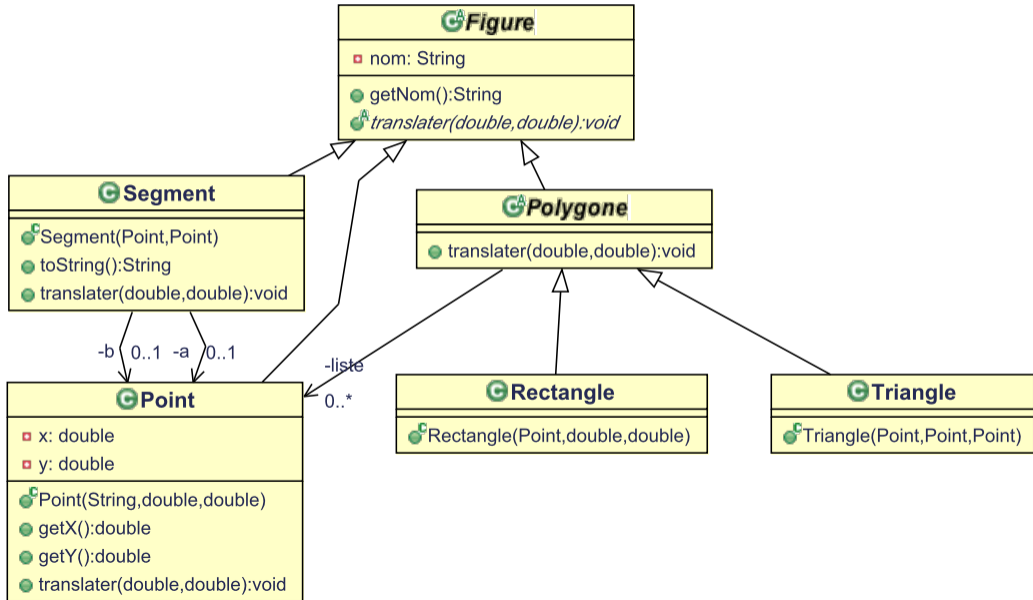 Figure
nom: String
getNom():String
translater(double,double):void
Segment
Segment(Point,Point)
toString():String
translater(double,double):void
Polygone
translater(double,double):void
-b 0..1 -a 0..1
-liste
0..*
Point
x: double
y: double
Point(String,double,double)
getX():double
getY():double
translater(double,double):void
Rectangle
Rectangle(Point,double,double)
Triangle
Triangle(Point,Point,Point)